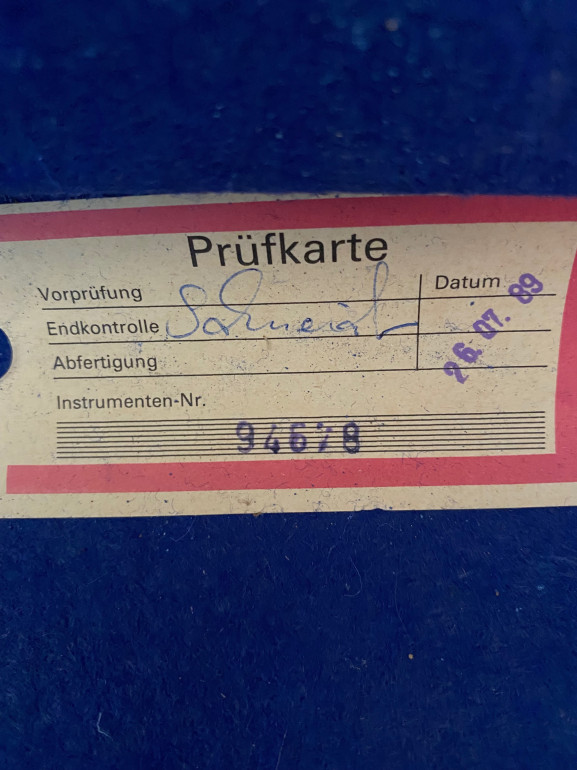 Prüfkarte
Vorprüfung
Datum
Endkontrolle
26.07.89
Abfertigung
Instrumenten-Nr.
94678